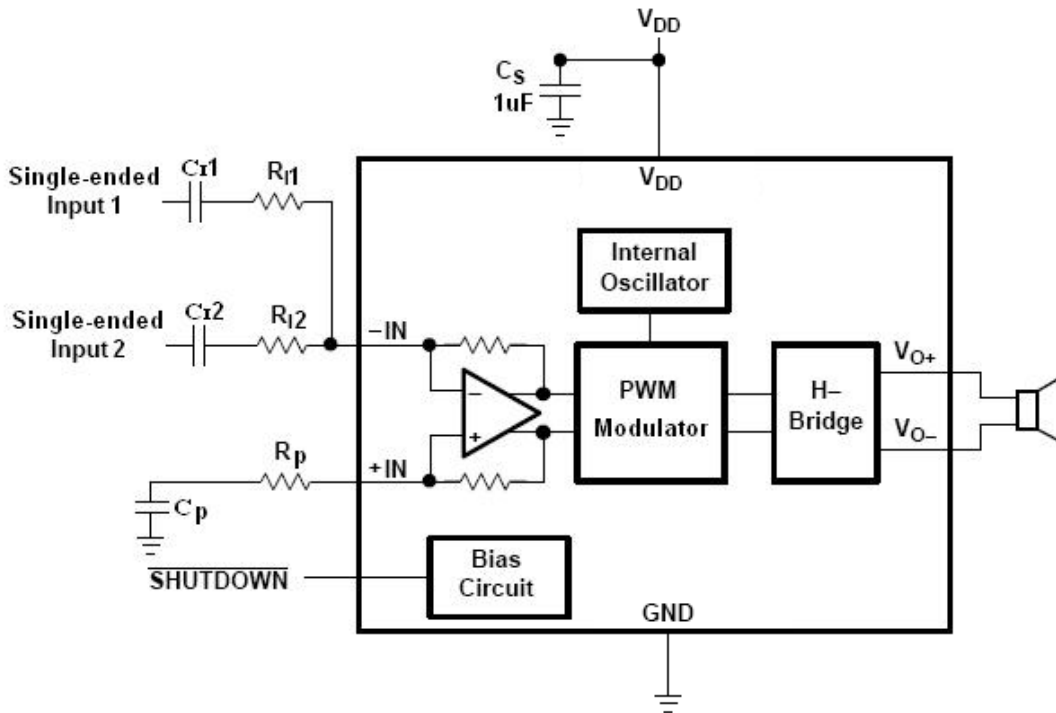 VDD
CS
1uF
VDD
Single-ended
Input 1
CI1
RI1
Internal
Oscillator
Single-ended
Input 2
CI2
RI2
−IN
−
+
PWM
Modulator
H−
Bridge
VO+
VO−
RP
+IN
Cp
SHUTDOWN
Bias
Circuit
GND